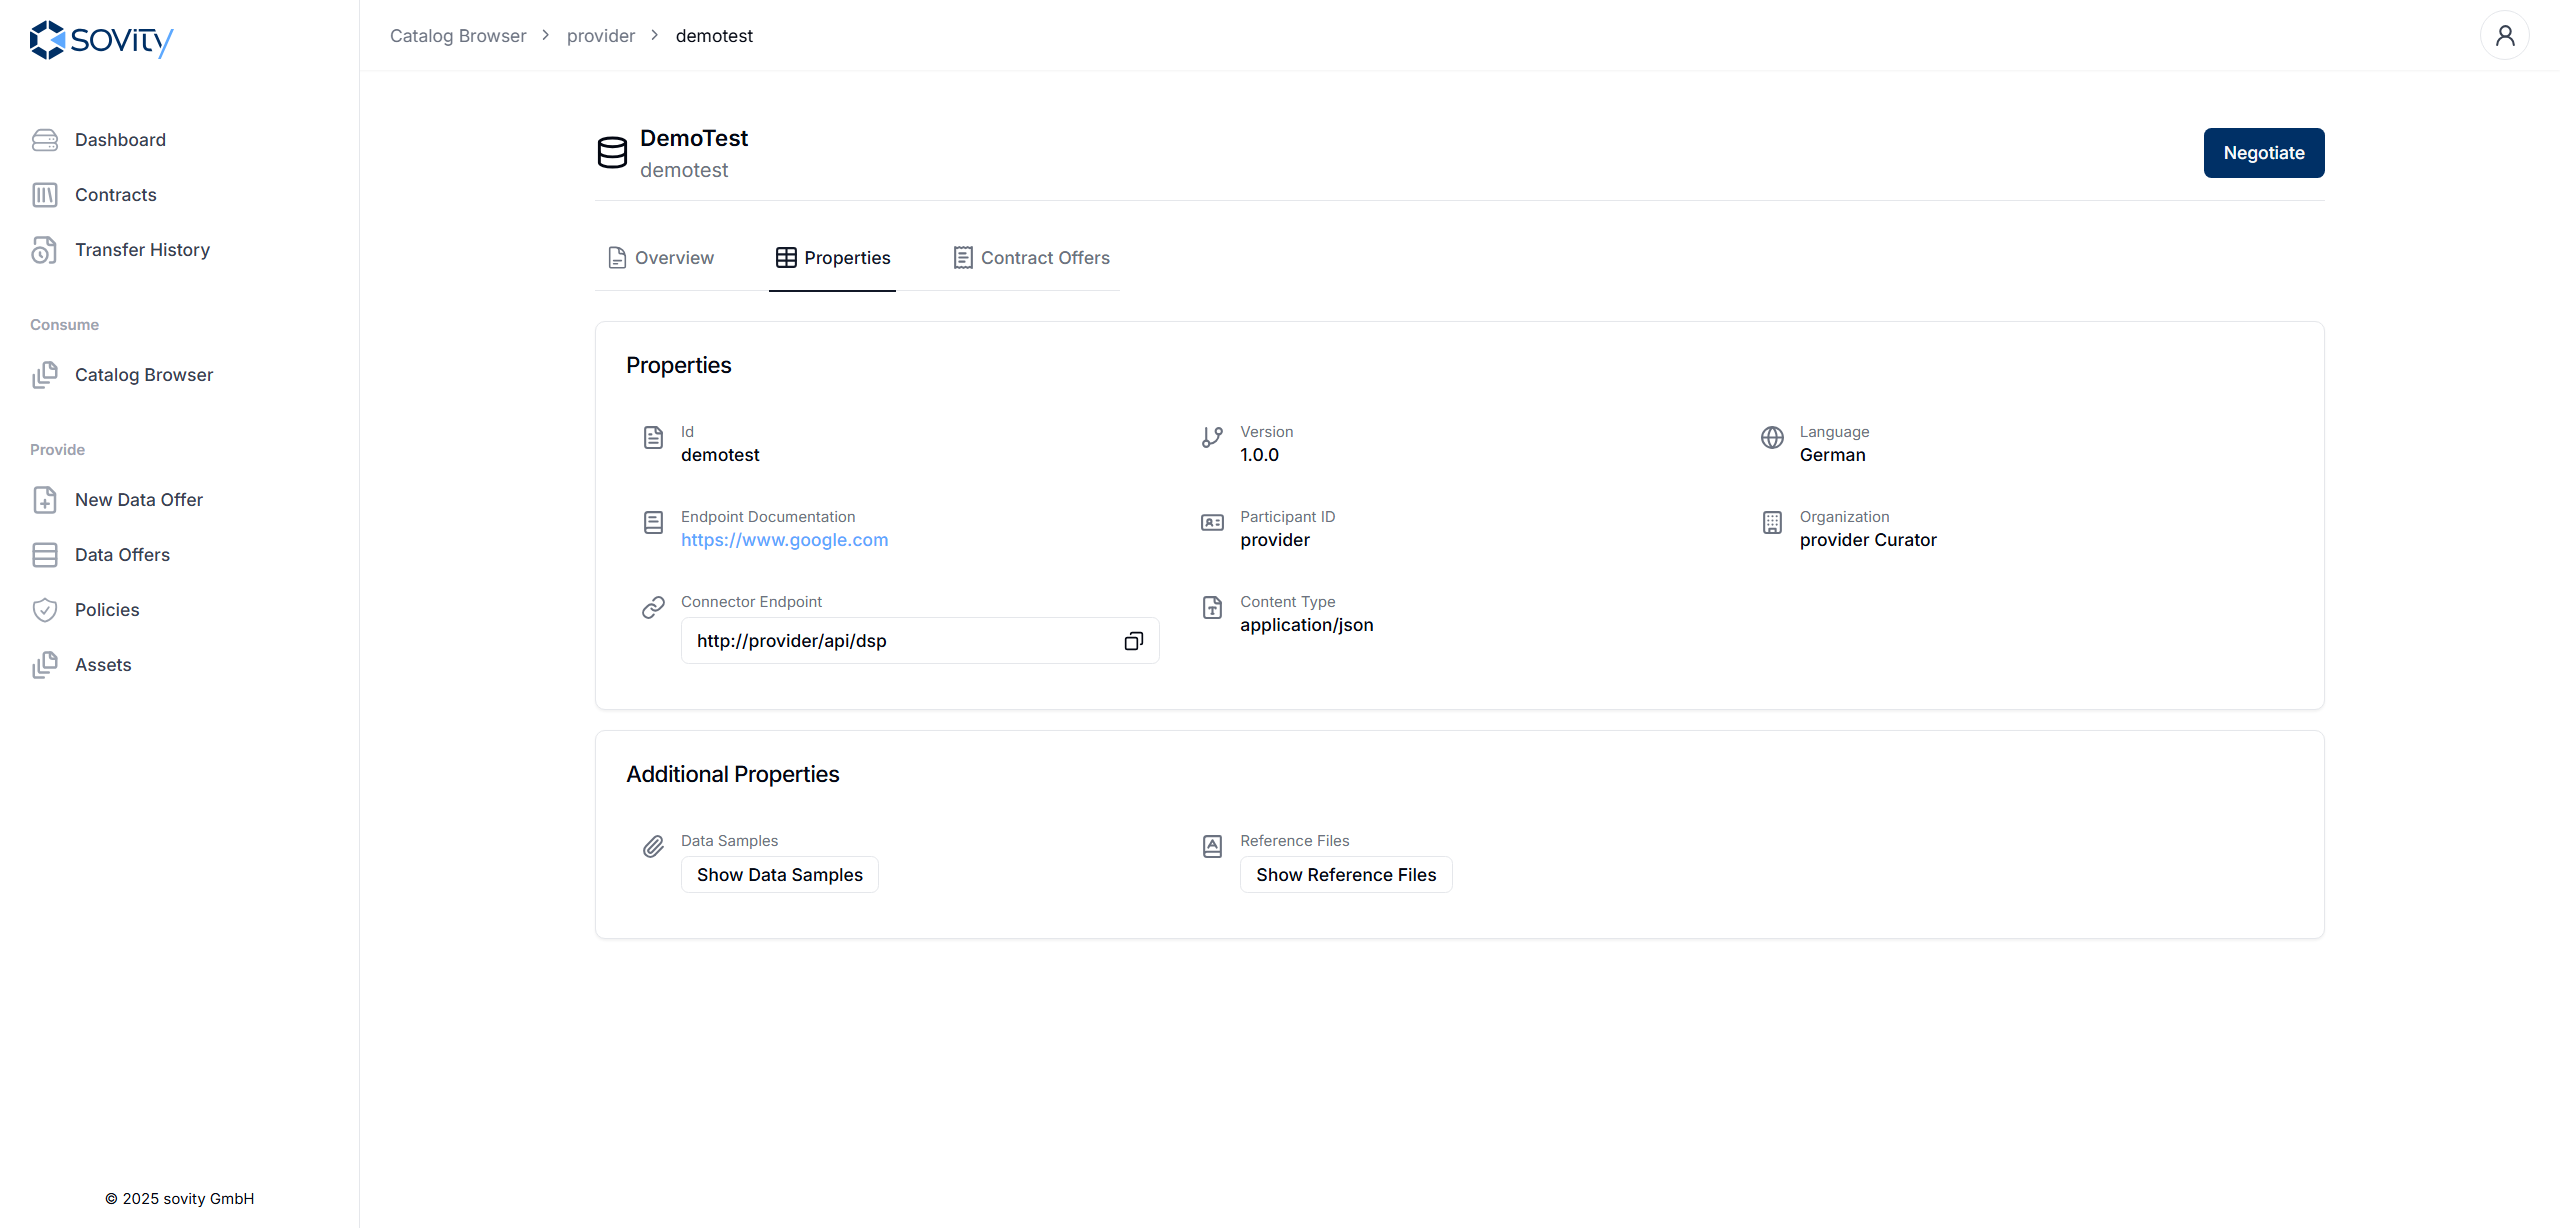 sovity
Catalog Browser > provider > demotest
Dashboard
Contracts
Transfer History
Consume
Catalog Browser
Provide
New Data Offer
Data Offers
Policies
Assets
© 2025 sovity GmbH
DemoTest
demotest
Negotiate
Overview
Properties
Contract Offers
Properties
Id
demotest
Version
1.0.0
Language
German
Endpoint Documentation
https://www.google.com
Participant ID
provider
Organization
provider Curator
Connector Endpoint
http://provider/api/dsp
Content Type
application/json
Additional Properties
Data Samples
Show Data Samples
Reference Files
Show Reference Files